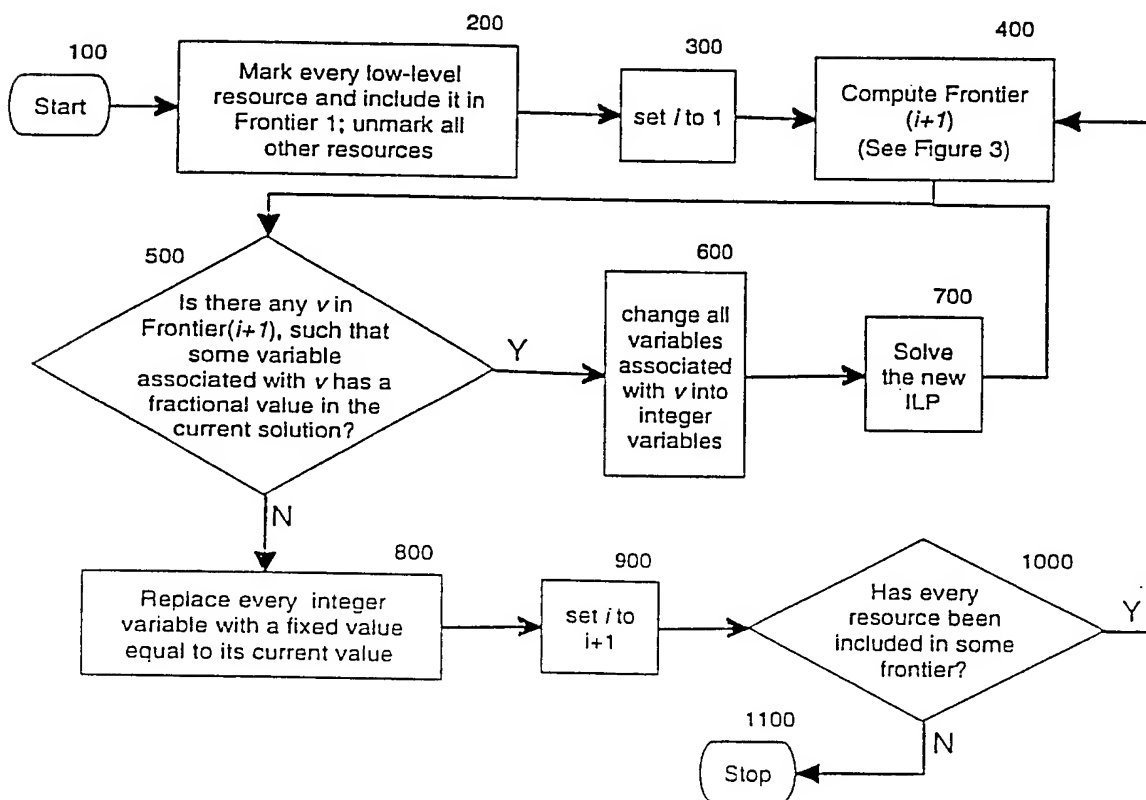 100
Start
200
Mark every low-level
resource and include it in
Frontier 1; unmark all
other resources
300
set i to 1
400
Compute Frontier
(i+1)
(See Figure 3)
500
Is there any v in
Frontier(i+1), such that
some variable
associated with v has a
fractional value in the
current solution?
Y
N
600
change all
variables
associated
with v into
integer
variables
700
Solve
the new
ILP
800
Replace every integer
variable with a fixed value
equal to its current value
900
set i to
i+1
1000
Has every
resource been
included in some
frontier?
Y
N
1100
Stop